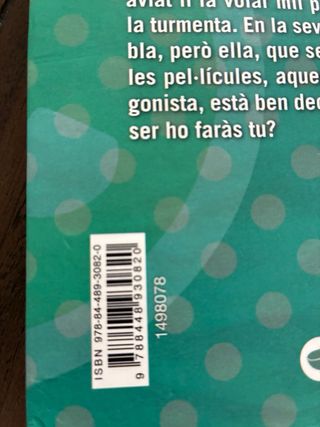 la turmenta. En la sev
bla, però ella, que se
les pel·lícules, aque
gonista, està ben dec
ser ho faràs tu?
ISBN 978-84-489-3082-0
9 788448 930820
1498078